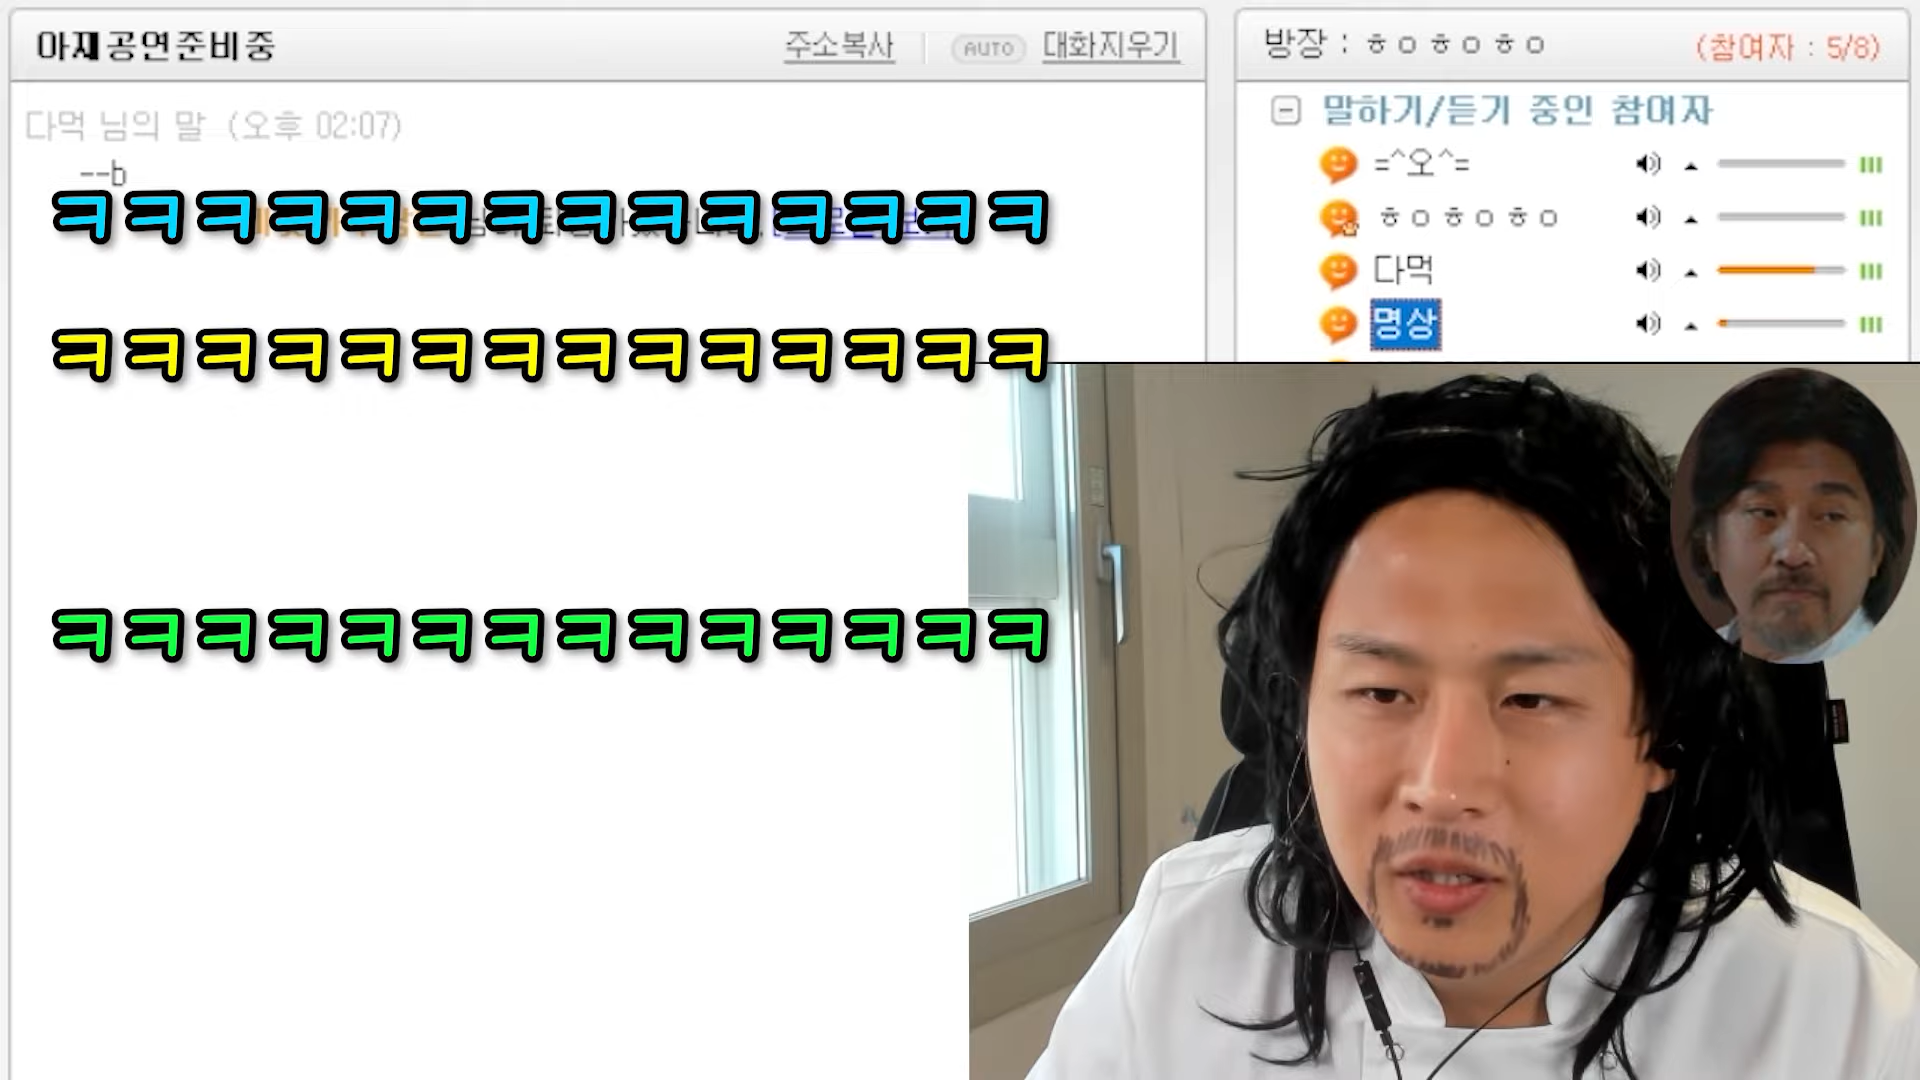 아재공연준비중
주소복사
AUTO
대화지우기
다먹 님의 말 (오후 02:07)
--b
ㅋㅋㅋㅋㅋㅋㅋㅋㅋㅋㅋㅋㅋㅋ
ㅋㅋㅋㅋㅋㅋㅋㅋㅋㅋㅋㅋㅋㅋ
ㅋㅋㅋㅋㅋㅋㅋㅋㅋㅋㅋㅋㅋㅋ
방장 : ㅎㅇㅎㅇㅎㅇ
(참여자 : 5/8)
말하기/듣기 중인 참여자
=^오^=
ㅎㅇㅎㅇㅎㅇ
다먹
명상